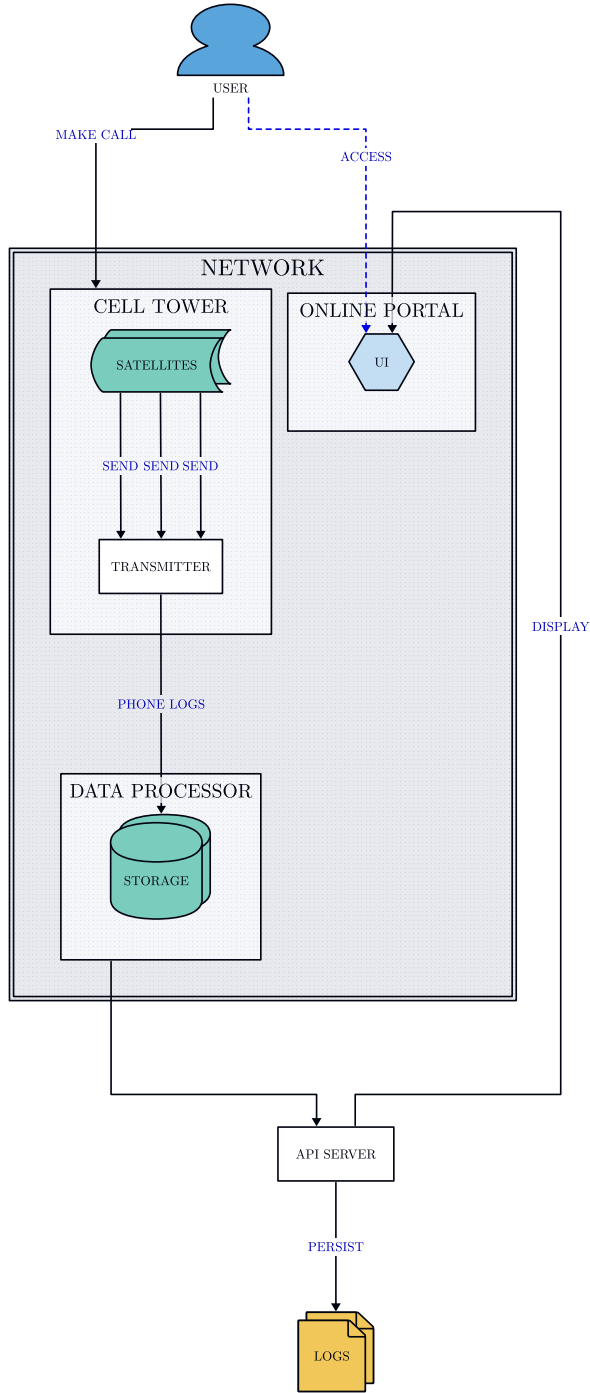 USER
MAKE CALL
ACCESS
NETWORK
CELL TOWER
ONLINE PORTAL
SATELLITES
UI
SEND SEND SEND
TRANSMITTER
DISPLAY
PHONE LOGS
DATA PROCESSOR
STORAGE
API SERVER
PERSIST
LOGS